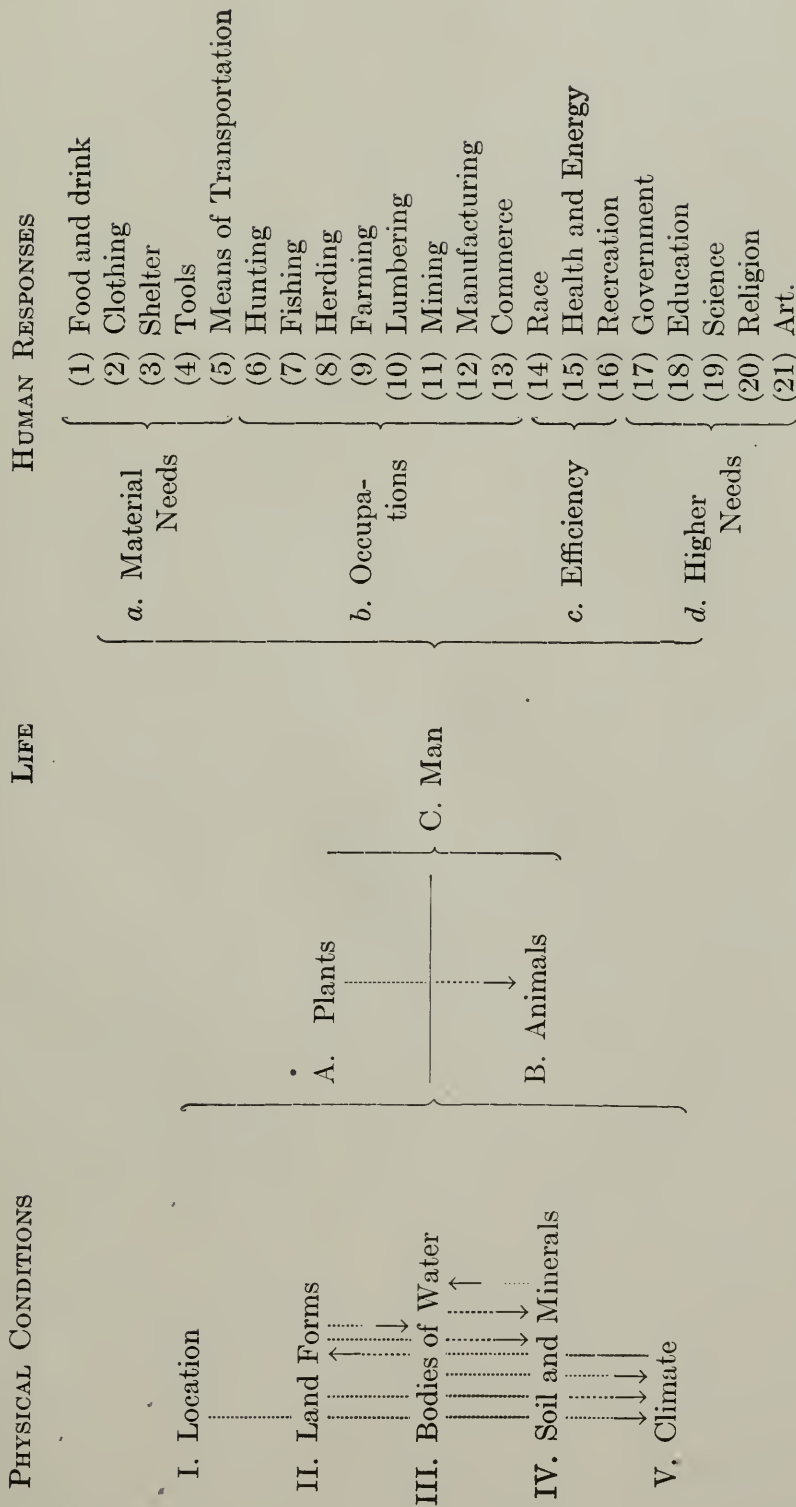 PHYSICAL CONDITIONS
LIFE
HUMAN RESPONSES
I. Location
II. Land Forms
III. Bodies of Water
IV. Soil and Minerals
V. Climate
A. Plants
B. Animals
C. Man
a. Material
Needs
(1) Food and drink
(2) Clothing
(3) Shelter
(4) Tools
(5) Means of Transportation
b. Occupa-
tions
(6) Hunting
(7) Fishing
(8) Herding
(9) Farming
(10) Lumbering
(11) Mining
(12) Manufacturing
(13) Commerce
c. Efficiency
(14) Race
(15) Health and Energy
(16) Recreation
d. Higher
Needs
(17) Government
(18) Education
(19) Science
(20) Religion
(21) Art.